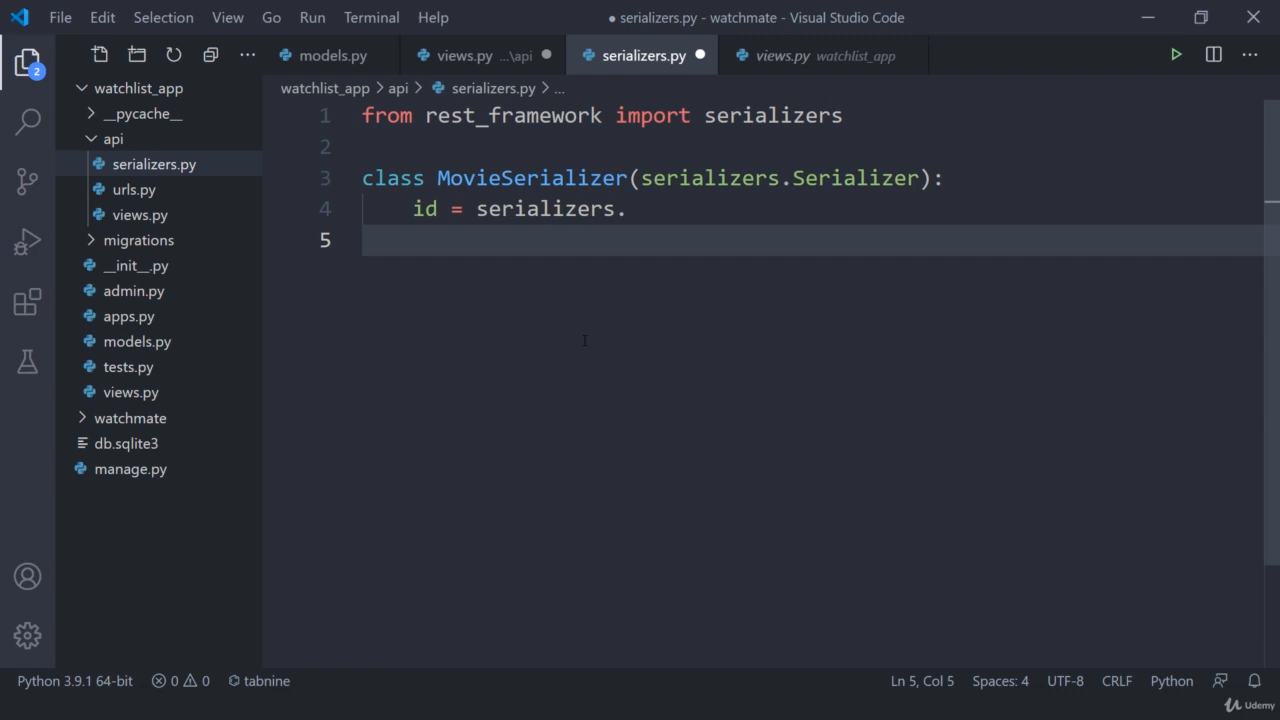 File Edit Selection View Go Run Terminal Help ● serializers.py - watchmate - Visual Studio Code
models.py views.py ...\api serializers.py views.py watchlist_app
watchlist_app > api > serializers.py > ...
2
watchlist_app
__pycache__
api
serializers.py
urls.py
views.py
migrations
__init__.py
admin.py
apps.py
models.py
tests.py
views.py
watchmate
db.sqlite3
manage.py
1 from rest_framework import serializers
2
3 class MovieSerializer(serializers.Serializer):
4     id = serializers.
5
Python 3.9.1 64-bit 0 0 tabnine Ln 5, Col 5 Spaces: 4 UTF-8 CRLF Python
Udemy